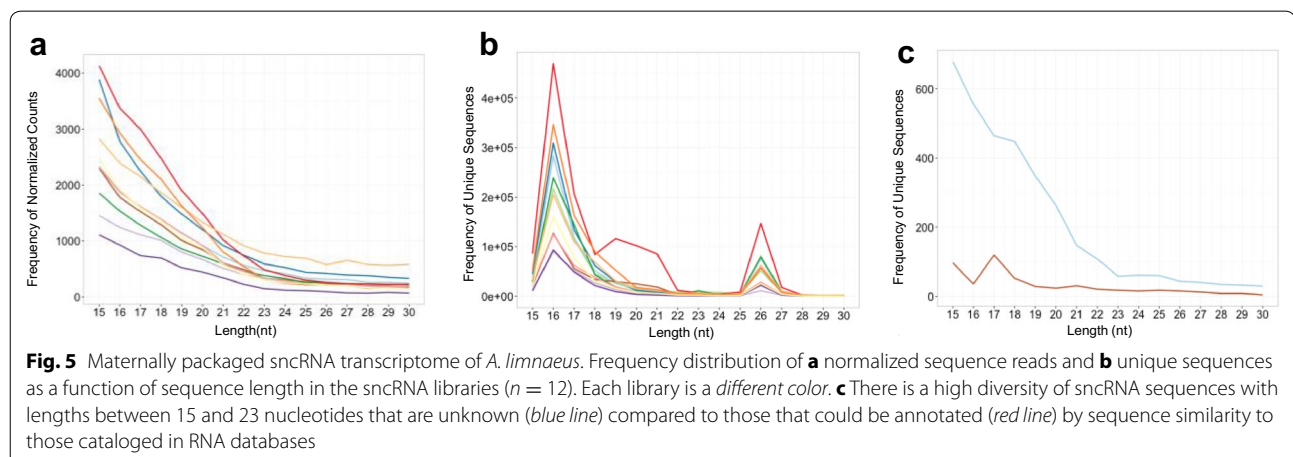 a
b
c
Frequency of Normalized Counts
4000
3000
2000
1000
0
15 16 17 18 19 20 21 22 23 24 25 26 27 28 29 30
Length(nt)
Frequency of Unique Sequences
4e+05
3e+05
2e+05
1e+05
0e+00
15 16 17 18 19 20 21 22 23 24 25 26 27 28 29 30
Length (nt)
Frequency of Unique Sequences
600
400
200
0
15 16 17 18 19 20 21 22 23 24 25 26 27 28 29 30
Length (nt)
Fig. 5 Maternally packaged sncRNA transcriptome of A. limnaeus. Frequency distribution of a normalized sequence reads and b unique sequences
as a function of sequence length in the sncRNA libraries (n = 12). Each library is a different color. c There is a high diversity of sncRNA sequences with
lengths between 15 and 23 nucleotides that are unknown (blue line) compared to those that could be annotated (red line) by sequence similarity to
those cataloged in RNA databases